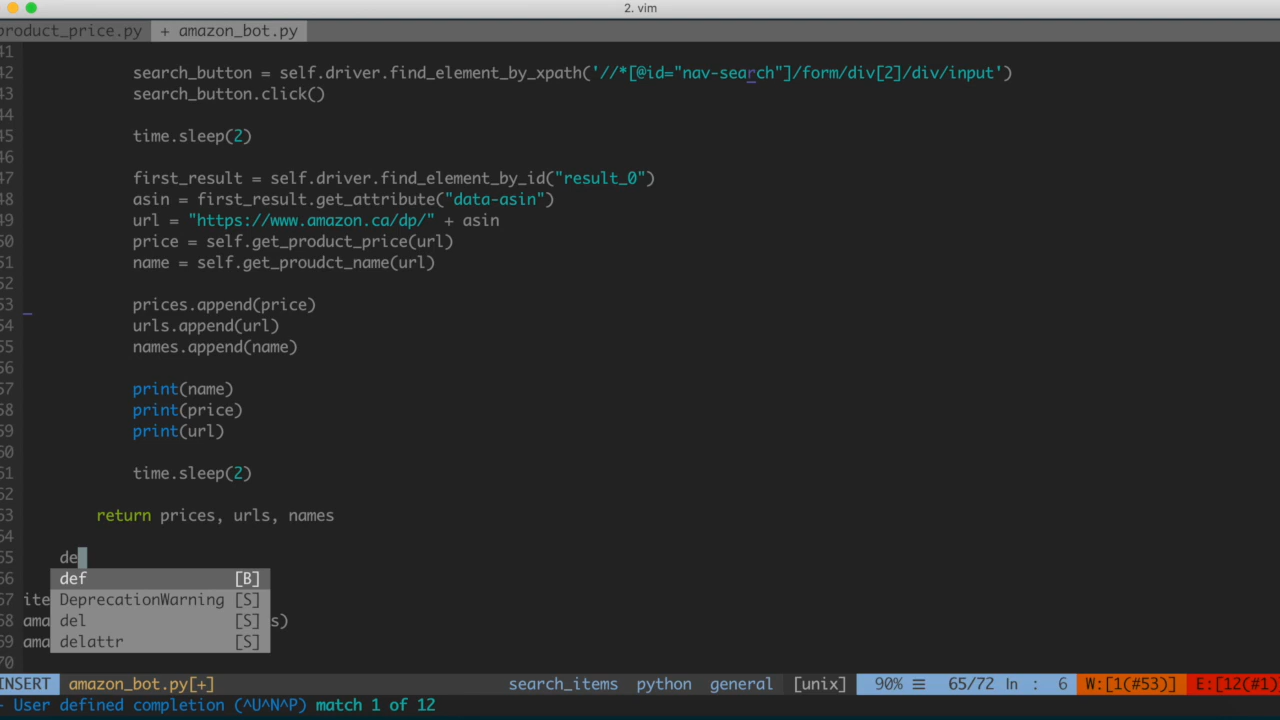 2. vim
product_price.py + amazon_bot.py
41
42 search_button = self.driver.find_element_by_xpath('//*[@id="nav-search"]/form/div[2]/div/input')
43 search_button.click()
44
45 time.sleep(2)
46
47 first_result = self.driver.find_element_by_id("result_0")
48 asin = first_result.get_attribute("data-asin")
49 url = "https://www.amazon.ca/dp/" + asin
50 price = self.get_product_price(url)
51 name = self.get_proudct_name(url)
52
53 prices.append(price)
54 urls.append(url)
55 names.append(name)
56
57 print(name)
58 print(price)
59 print(url)
60
61 time.sleep(2)
62
63 return prices, urls, names
64
65 de
66 def [B]
67 ite DeprecationWarning [S]
68 ama del [S] s)
69 ama delattr [S]
70
INSERT amazon_bot.py[+] search_items python general [unix] 90% ☰ 65/72 ln : 6 W:[1(#53)] E:[12(#1)
- User defined completion (^U^N^P) match 1 of 12